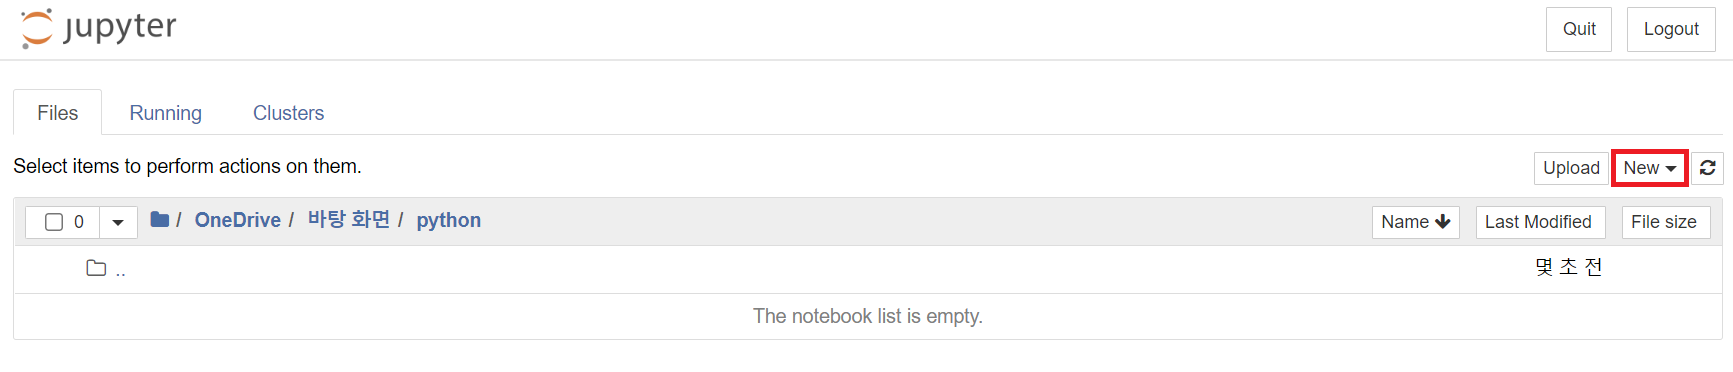 jupyter Quit Logout
Files Running Clusters
Select items to perform actions on them. Upload New
0 / OneDrive / 바탕 화면 / python Name Last Modified File size
.. 몇 초 전
The notebook list is empty.